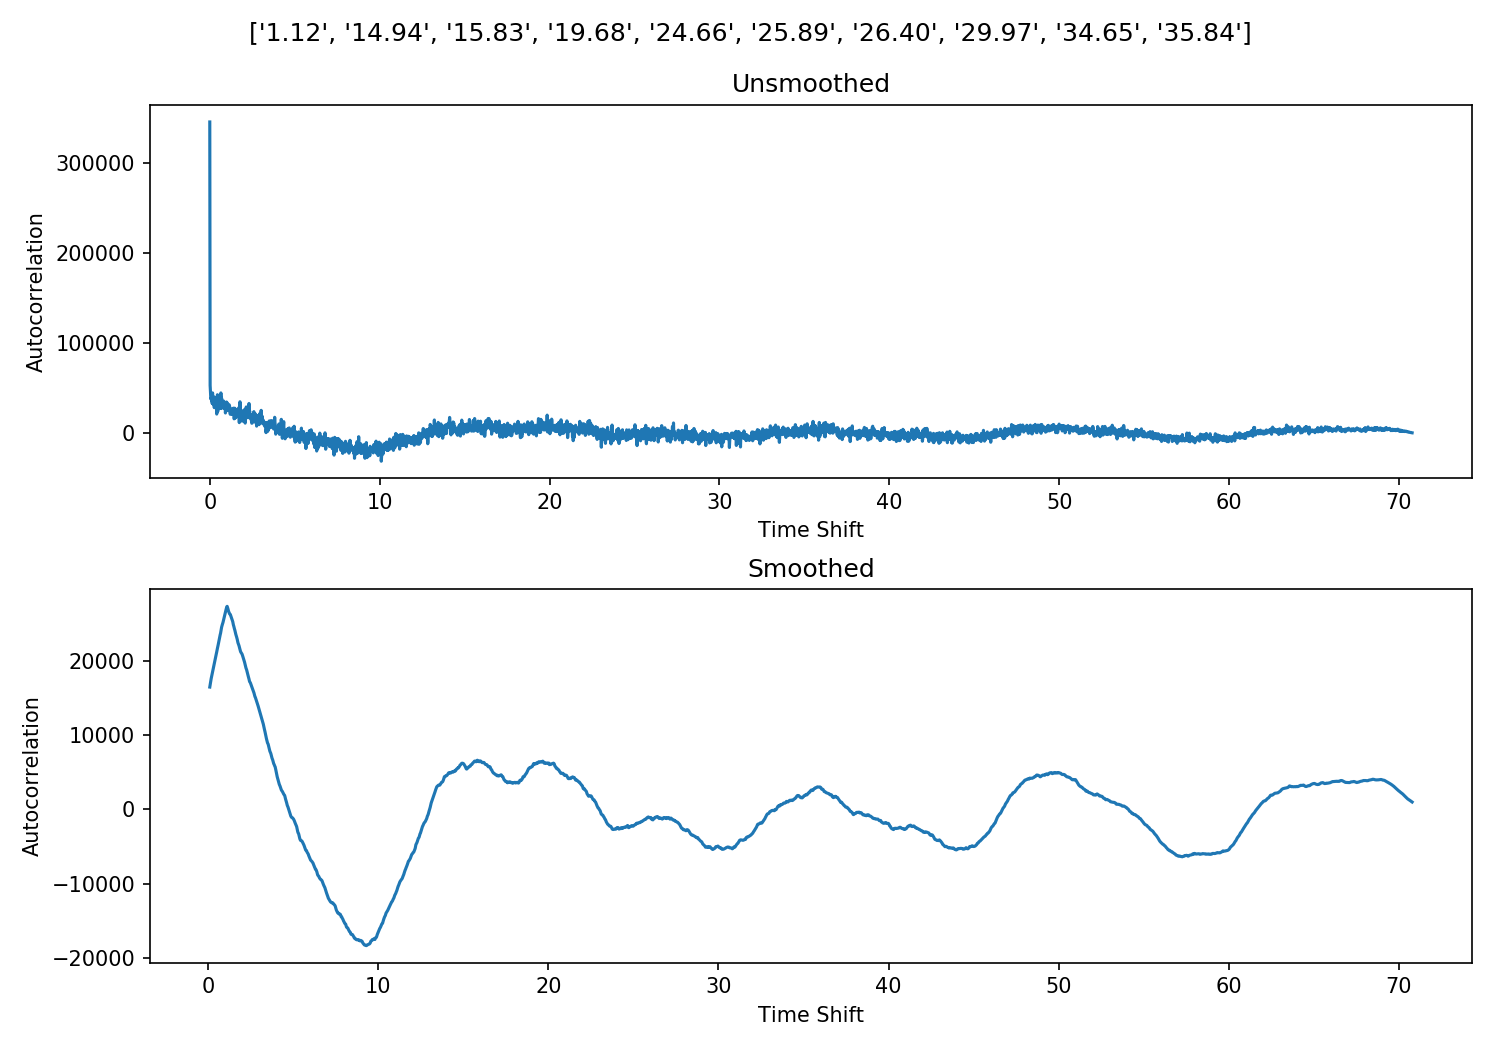 ['1.12', '14.94', '15.83', '19.68', '24.66', '25.89', '26.40', '29.97', '34.65', '35.84']
Unsmoothed
Autocorrelation
300000
200000
100000
0
0 10 20 30 40 50 60 70
Time Shift
Smoothed
Autocorrelation
20000
10000
0
−10000
−20000
0 10 20 30 40 50 60 70
Time Shift